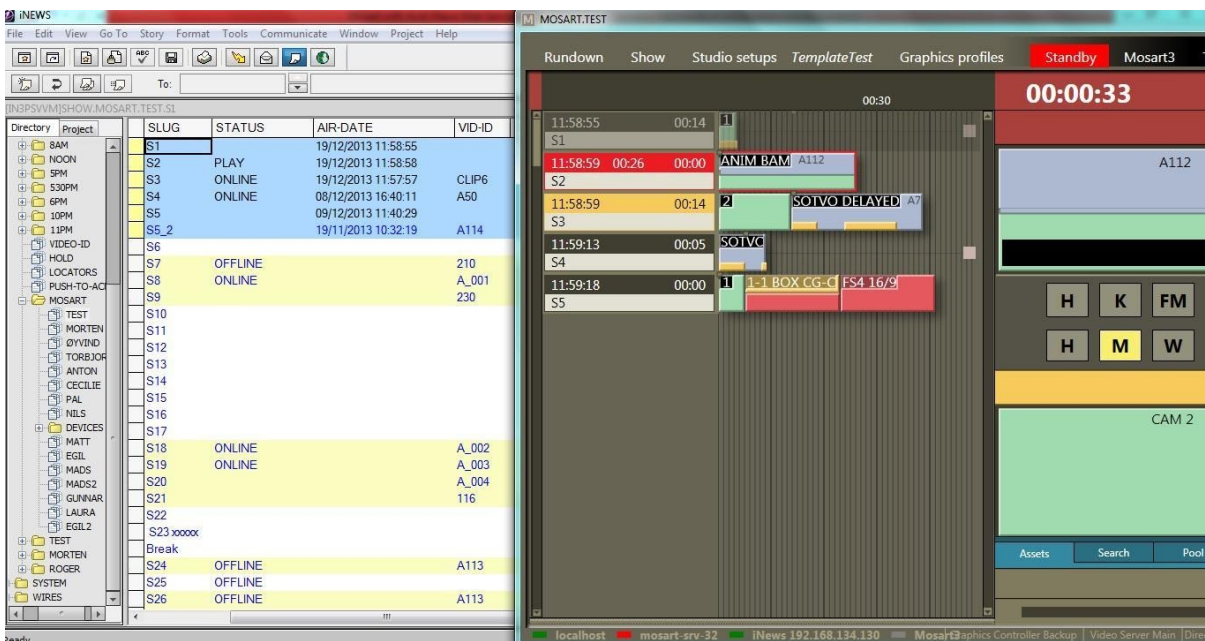 iNEWS
File Edit View Go To Story Format Tools Communicate Window Project Help
To:
[IN3PSVVM]SHOW.MOSART.TEST.S1
Directory Project
8AM
NOON
5PM
530PM
6PM
10PM
11PM
VIDEO-ID
HOLD
LOCATORS
PUSH-TO-ACI
MOSART
TEST
MORTEN
ØYVIND
TORBJOR
ANTON
CECILIE
PAL
NILS
DEVICES
MATT
EGIL
MADS
MADS2
GUNNAR
LAURA
EGIL2
TEST
MORTEN
ROGER
SYSTEM
WIRES
SLUG STATUS AIR-DATE VID-ID
S1 19/12/2013 11:58:55
S2 PLAY 19/12/2013 11:58:58
S3 ONLINE 19/12/2013 11:57:57 CLIP6
S4 ONLINE 08/12/2013 16:40:11 A50
S5 09/12/2013 11:40:29
S5_2 19/11/2013 10:32:19 A114
S6
S7 OFFLINE 210
S8 ONLINE A_001
S9 230
S10
S11
S12
S13
S14
S15
S16
S17
S18 ONLINE A_002
S19 ONLINE A_003
S20 A_004
S21 116
S22
S23 xxxxx
Break
S24 OFFLINE A113
S25 OFFLINE
S26 OFFLINE A113
Ready
MOSART.TEST
Rundown Show Studio setups TemplateTest Graphics profiles Standby Mosart3
00:30
11:58:55 00:14 1
S1
11:58:59 00:26 00:00 ANIM BAM A112
S2
11:58:59 00:14 2 SOTVO DELAYED A7
S3
11:59:13 00:05 SOTVO
S4
11:59:18 00:00 1 1-1 BOX CG-C FS4 16/9
S5
00:00:33
A112
H K FM
H M W
CAM 2
Assets Search Pool
localhost mosart-srv-32 iNews 192.168.134.130 Mosart3 Graphics Controller Backup Video Server Main